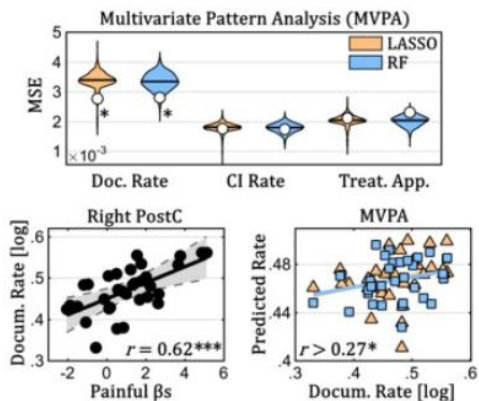 Multivariate Pattern Analysis (MVPA)
5
4
3
2
1
MSE
×10⁻³
LASSO
RF
*
*
Doc. Rate
CI Rate
Treat. App.
Right PostC
Docum. Rate [log]
.6
.5
.4
.3
r = 0.62***
-2 0 2 4 6
Painful βs
MVPA
Predicted Rate
.48
.44
.4
r > 0.27*
0.3 .4 .5 .6
Docum. Rate [log]